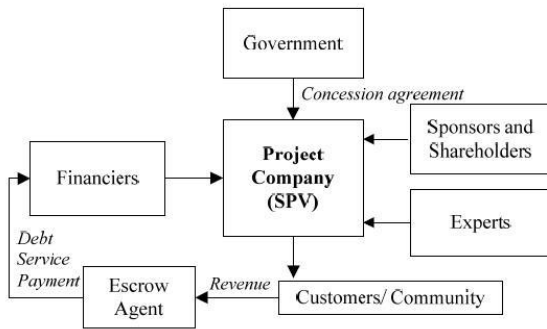 Government
Concession agreement
Sponsors and
Shareholders
Project
Company
(SPV)
Financiers
Experts
Debt
Service
Payment
Escrow
Agent
Revenue
Customers/ Community